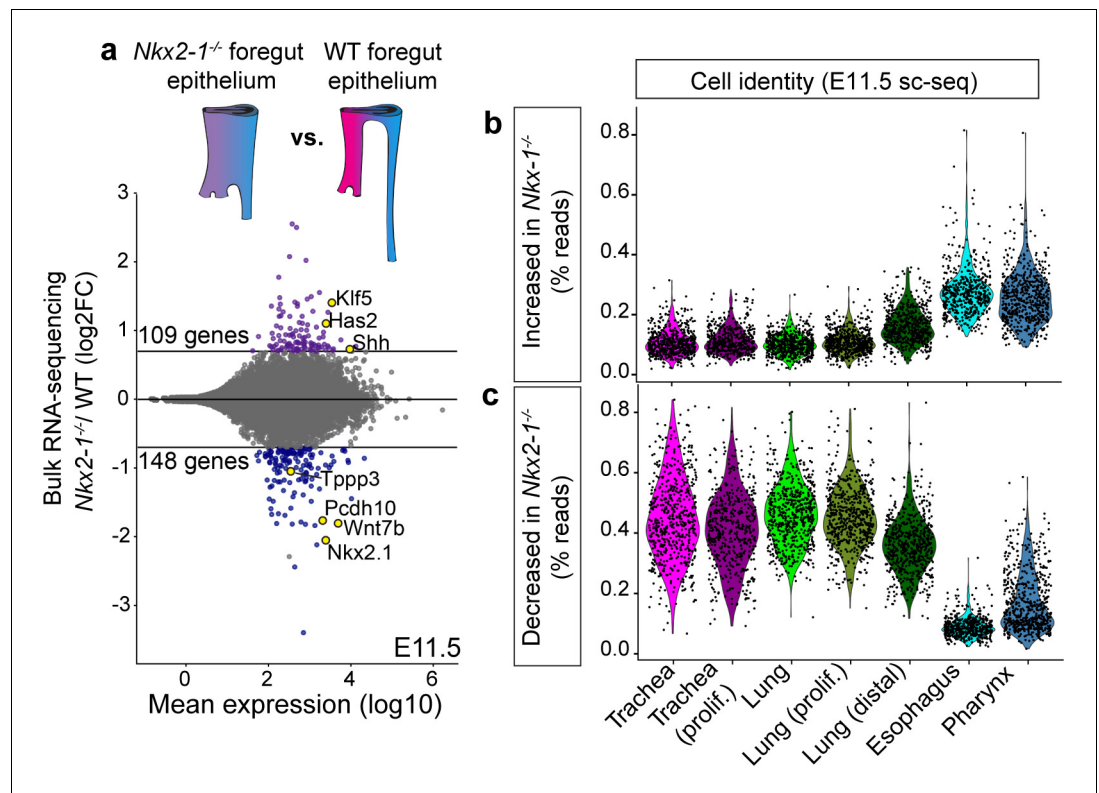 a
Nkx2-1-/- foregut
epithelium
WT foregut
epithelium
vs.
3
2
1
0
-1
-2
-3
Bulk RNA-sequencing
Nkx2-1-/-/ WT (log2FC)
109 genes
Klf5
Has2
Shh
148 genes
Tppp3
Pcdh10
Wnt7b
Nkx2.1
E11.5
0 2 4 6
Mean expression (log10)
Cell identity (E11.5 sc-seq)
b
Increased in Nkx-1-/-
(% reads)
0.8
0.6
0.4
0.2
0.0
c
Decreased in Nkx2-1-/-
(% reads)
0.8
0.6
0.4
0.2
0.0
Trachea
Trachea
(prolif.)
Lung
Lung (prolif.)
Lung (distal)
Esophagus
Pharynx